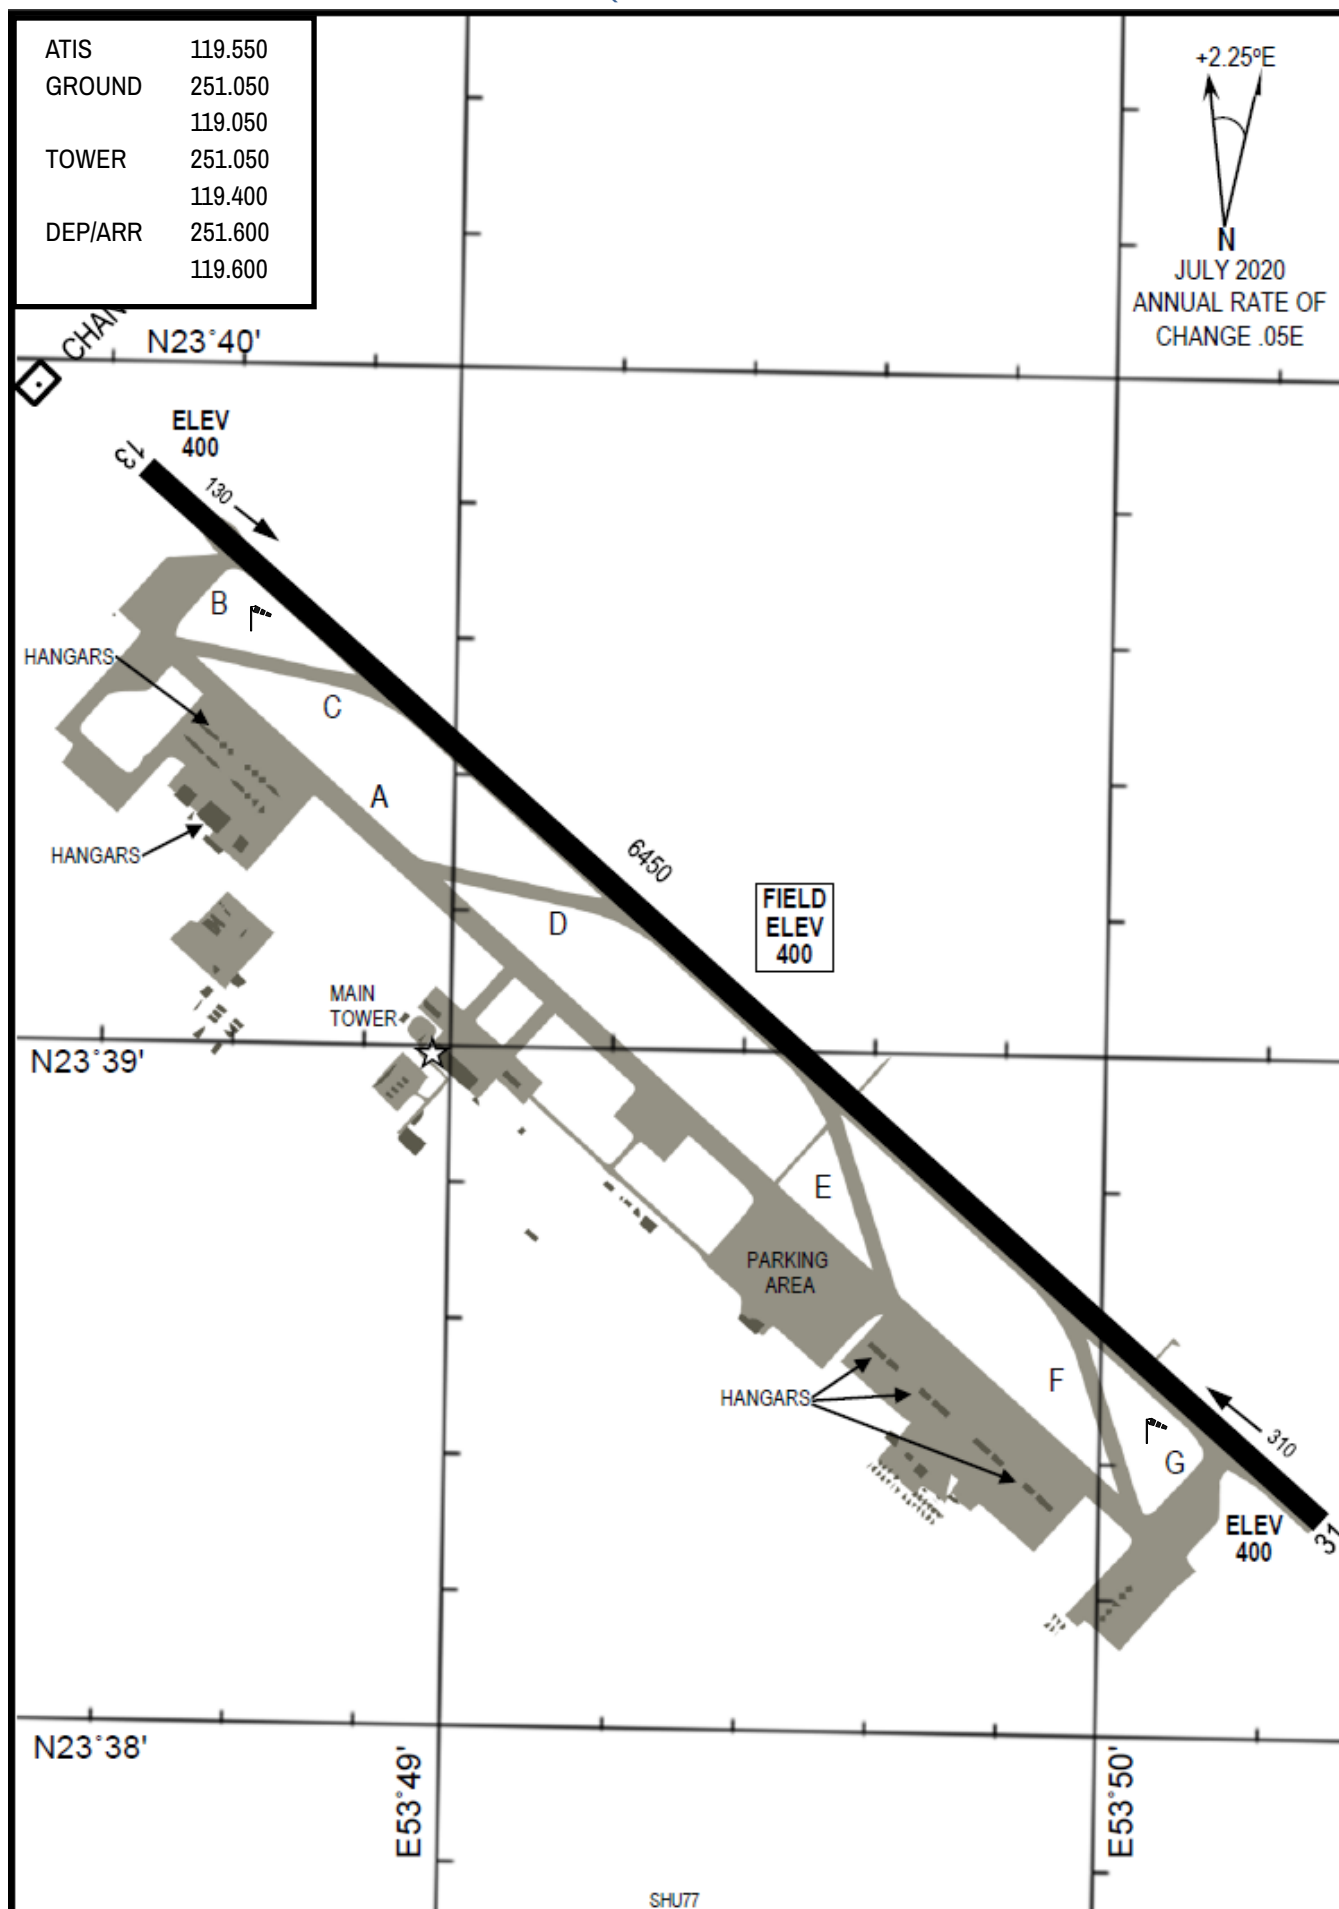 ATIS 119.550
GROUND 251.050
119.050
TOWER 251.050
119.400
DEP/ARR 251.600
119.600
+2.25°E
N
JULY 2020
ANNUAL RATE OF
CHANGE .05E
N23°40'
ELEV
400
13
130
B
HANGARS
C
A
HANGARS
6450
FIELD
ELEV
400
D
MAIN
TOWER
N23°39'
E
PARKING
AREA
F
HANGARS
310
G
ELEV
400
31
N23°38'
E53°49'
E53°50'
SHU77